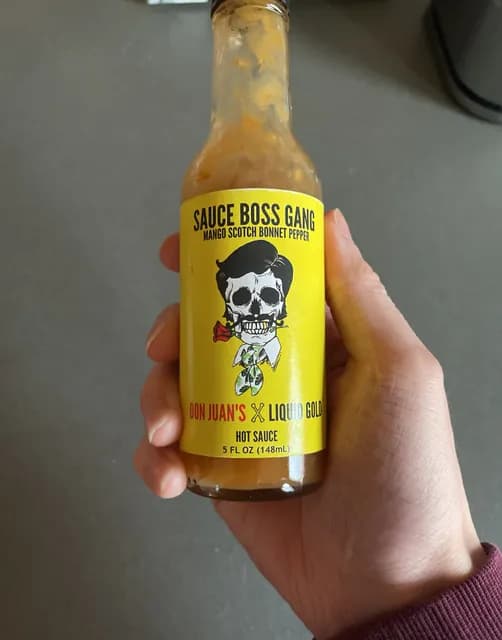 SAUCE BOSS GANG
MANGO SCOTCH BONNET PEPPER
DON JUAN'S X LIQUID GOLD
HOT SAUCE
5 FL OZ (148mL)